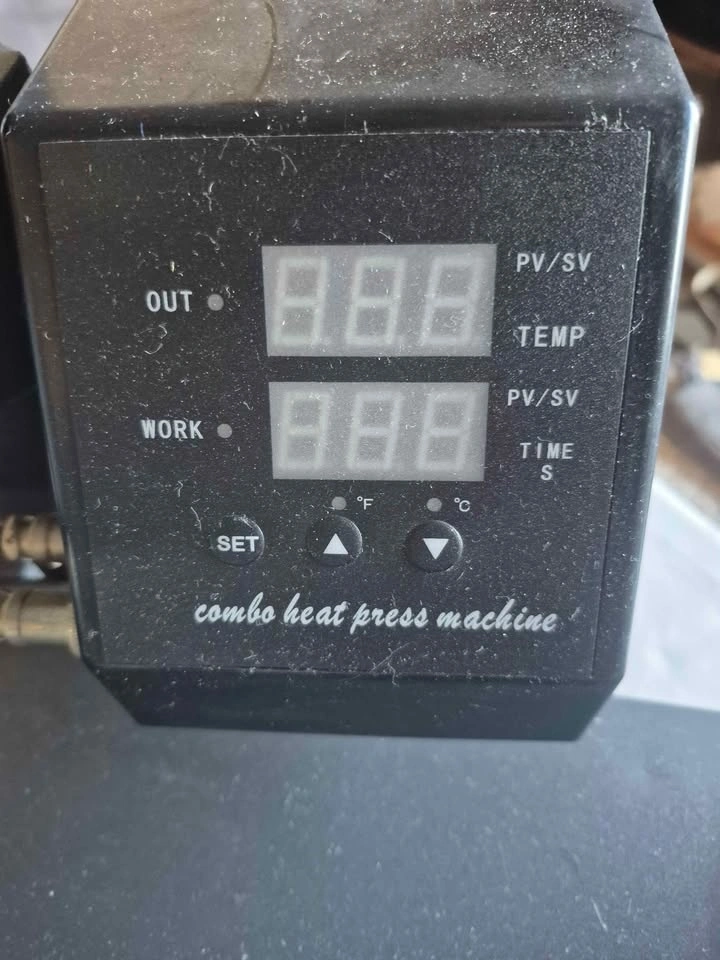 PV/SV
OUT
TEMP
PV/SV
WORK
TIME
S
°F
°C
SET
combo heat press machine